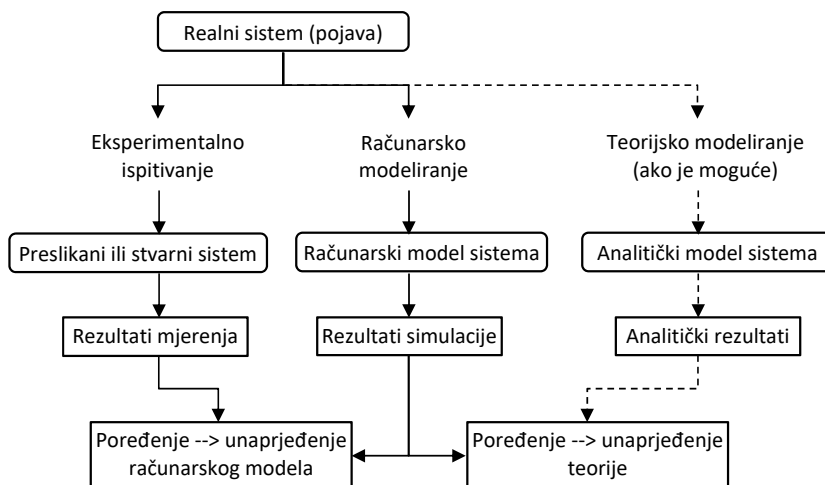 Realni sistem (pojava)
Eksperimentalno
ispitivanje
Računarsko
modeliranje
Teorijsko modeliranje
(ako je moguće)
Preslikani ili stvarni sistem
Računarski model sistema
Analitički model sistema
Rezultati mjerenja
Rezultati simulacije
Analitički rezultati
Poređenje --> unaprjeđenje
računarskog modela
Poređenje --> unaprjeđenje
teorije